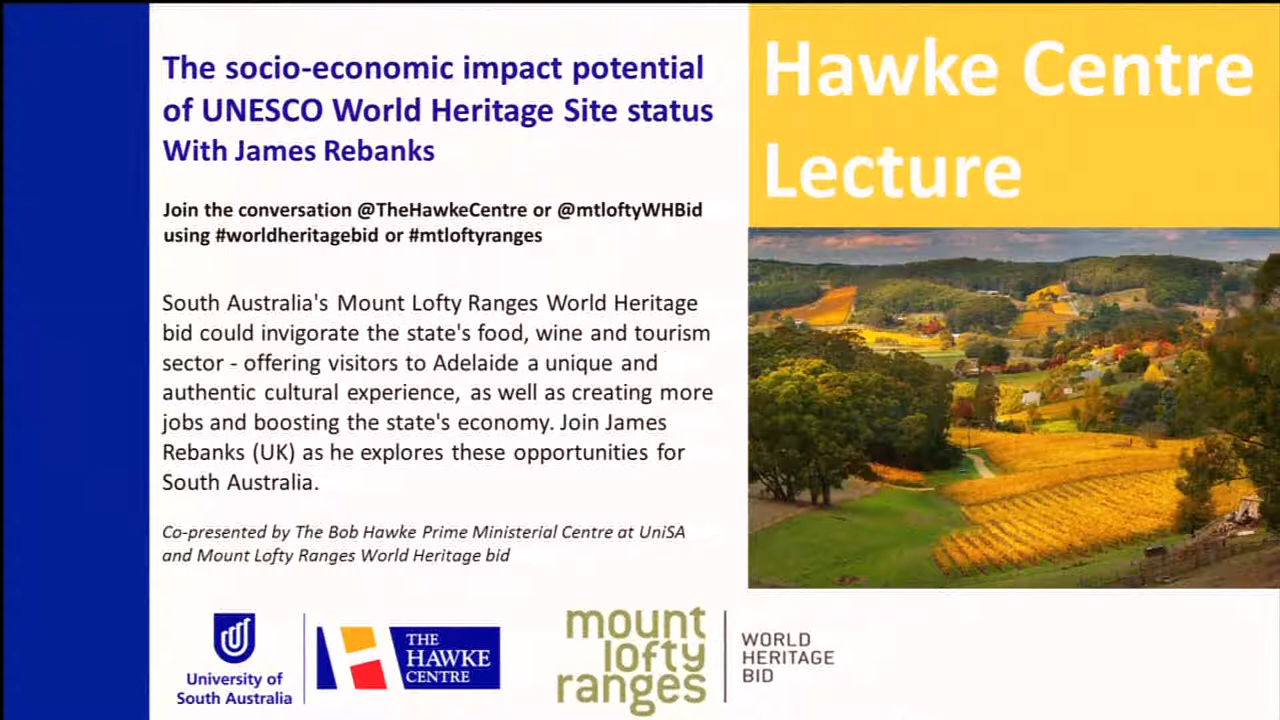 The socio-economic impact potential
of UNESCO World Heritage Site status
With James Rebanks
Join the conversation @TheHawkeCentre or @mtloftyWHBid
using #worldheritagebid or #mtloftyranges
South Australia's Mount Lofty Ranges World Heritage
bid could invigorate the state's food, wine and tourism
sector - offering visitors to Adelaide a unique and
authentic cultural experience, as well as creating more
jobs and boosting the state's economy. Join James
Rebanks (UK) as he explores these opportunities for
South Australia.
Co-presented by The Bob Hawke Prime Ministerial Centre at UniSA
and Mount Lofty Ranges World Heritage bid
Hawke Centre
Lecture
University of
South Australia
THE
HAWKE
CENTRE
mount
lofty
ranges
WORLD
HERITAGE
BID